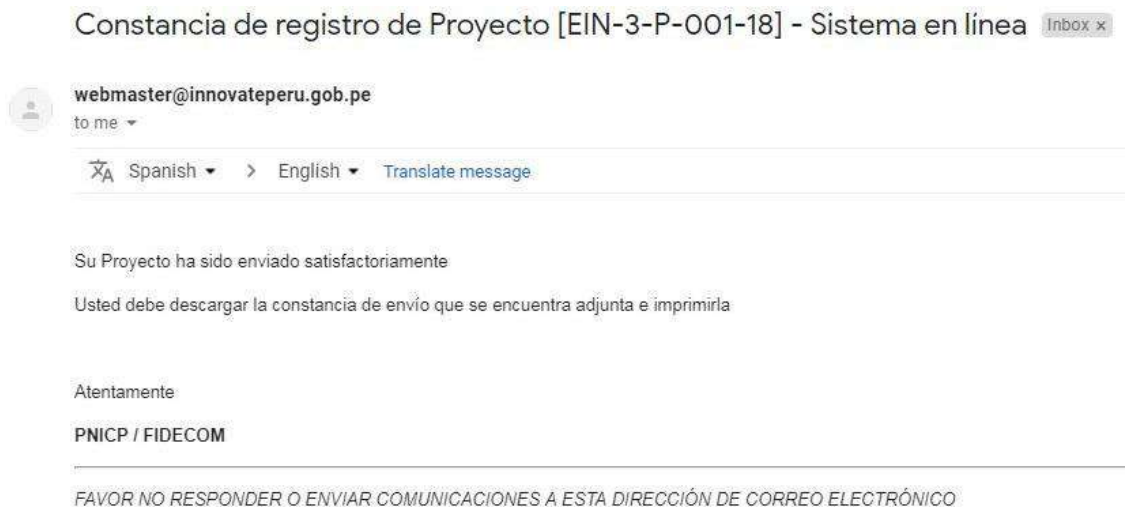 Constancia de registro de Proyecto [EIN-3-P-001-18] - Sistema en línea Inbox x
webmaster@innovateperu.gob.pe
to me
Spanish > English Translate message
Su Proyecto ha sido enviado satisfactoriamente
Usted debe descargar la constancia de envío que se encuentra adjunta e imprimirla
Atentamente
PNICP / FIDECOM
FAVOR NO RESPONDER O ENVIAR COMUNICACIONES A ESTA DIRECCIÓN DE CORREO ELECTRÓNICO